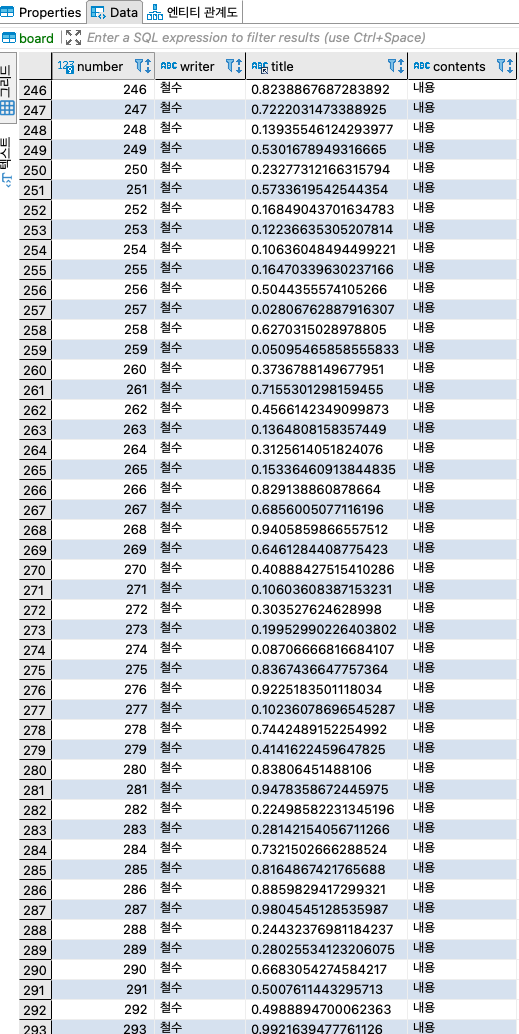 Properties Data 엔티티 관계도
board Enter a SQL expression to filter results (use Ctrl+Space)
그리드
텍스트
123 number ABC writer ABC title ABC contents
246 246 철수 0.8238867687283892 내용
247 247 철수 0.7222031473388925 내용
248 248 철수 0.13935546124293977 내용
249 249 철수 0.5301678949316665 내용
250 250 철수 0.23277312166315794 내용
251 251 철수 0.5733619542544354 내용
252 252 철수 0.16849043701634783 내용
253 253 철수 0.12236635305207814 내용
254 254 철수 0.10636048494499221 내용
255 255 철수 0.16470339630237166 내용
256 256 철수 0.5044355574105266 내용
257 257 철수 0.02806762887916307 내용
258 258 철수 0.6270315028978805 내용
259 259 철수 0.05095465858555833 내용
260 260 철수 0.3736788149677951 내용
261 261 철수 0.7155301298159455 내용
262 262 철수 0.4566142349099873 내용
263 263 철수 0.1364808158357449 내용
264 264 철수 0.3125614051824076 내용
265 265 철수 0.15336460913844835 내용
266 266 철수 0.829138860878664 내용
267 267 철수 0.6856005077116196 내용
268 268 철수 0.9405859866557512 내용
269 269 철수 0.6461284408775423 내용
270 270 철수 0.40888427515410286 내용
271 271 철수 0.10603608387153231 내용
272 272 철수 0.303527624628998 내용
273 273 철수 0.19952990226403802 내용
274 274 철수 0.08706666816684107 내용
275 275 철수 0.8367436647757364 내용
276 276 철수 0.9225183501118034 내용
277 277 철수 0.10236078696545287 내용
278 278 철수 0.7442489152254992 내용
279 279 철수 0.4141622459647825 내용
280 280 철수 0.83806451488106 내용
281 281 철수 0.9478358672445975 내용
282 282 철수 0.22498582231345196 내용
283 283 철수 0.28142154056711266 내용
284 284 철수 0.7321502666288524 내용
285 285 철수 0.8164867421765688 내용
286 286 철수 0.8859829417299321 내용
287 287 철수 0.9804545128535987 내용
288 288 철수 0.24432376981184237 내용
289 289 철수 0.28025534123206075 내용
290 290 철수 0.6683054274584217 내용
291 291 철수 0.5007611443295713 내용
292 292 철수 0.4988894700062363 내용
293 293 철수 0.9921639477761126 내용